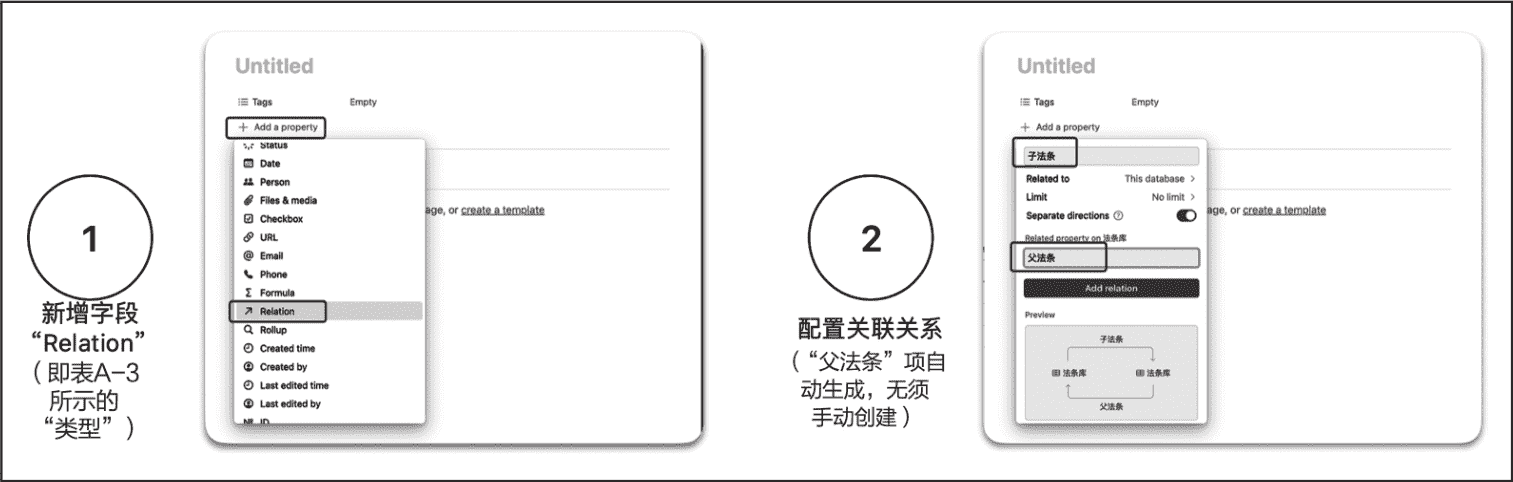 1
新增字段
“Relation”
（即表A-3
所示的
“类型”）
Untitled
Tags Empty
+ Add a property
Status
Date
Person
Files & media
Checkbox
URL
Email
Phone
Formula
Relation
Rollup
Created time
Created by
Last edited time
Last edited by
ID
age, or create a template
2
配置关联关系
（“父法条”项自
动生成，无须
手动创建）
Untitled
Tags Empty
+ Add a property
子法条
Related to This database >
Limit No limit >
Separate directions ?
Related property on 法条库
父法条
Add relation
Preview
子法条
法条库 法条库
父法条
age, or create a template